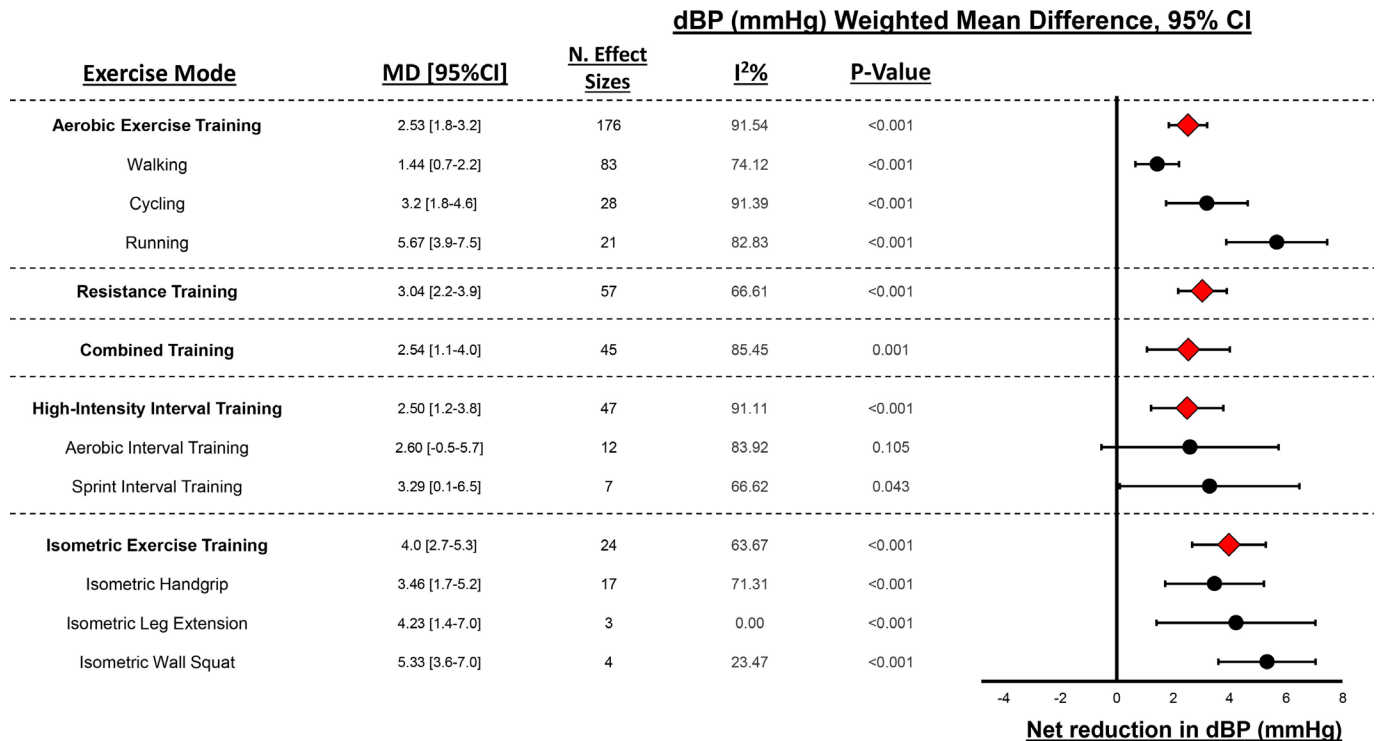 dBP (mmHg) Weighted Mean Difference, 95% CI
Exercise Mode MD [95%CI] N. Effect Sizes I²% P-Value
Aerobic Exercise Training 2.53 [1.8-3.2] 176 91.54 <0.001
Walking 1.44 [0.7-2.2] 83 74.12 <0.001
Cycling 3.2 [1.8-4.6] 28 91.39 <0.001
Running 5.67 [3.9-7.5] 21 82.83 <0.001
Resistance Training 3.04 [2.2-3.9] 57 66.61 <0.001
Combined Training 2.54 [1.1-4.0] 45 85.45 0.001
High-Intensity Interval Training 2.50 [1.2-3.8] 47 91.11 <0.001
Aerobic Interval Training 2.60 [-0.5-5.7] 12 83.92 0.105
Sprint Interval Training 3.29 [0.1-6.5] 7 66.62 0.043
Isometric Exercise Training 4.0 [2.7-5.3] 24 63.67 <0.001
Isometric Handgrip 3.46 [1.7-5.2] 17 71.31 <0.001
Isometric Leg Extension 4.23 [1.4-7.0] 3 0.00 <0.001
Isometric Wall Squat 5.33 [3.6-7.0] 4 23.47 <0.001
-4 -2 0 2 4 6 8
Net reduction in dBP (mmHg)